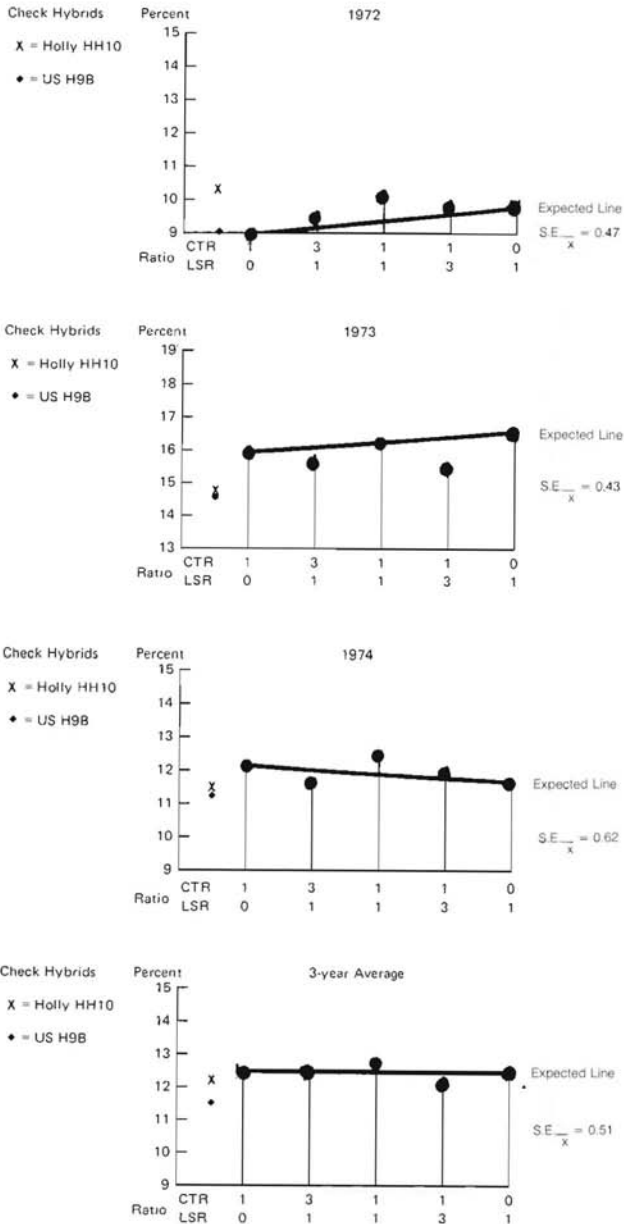 Check Hybrids Percent 1972
X = Holly HH10
◆ = US H9B
15
14
13
12
11
10
9
Expected Line
S.E. x̄ = 0.47
CTR 1 3 1 1 0
Ratio
LSR 0 1 1 3 1
Check Hybrids Percent 1973
X = Holly HH10
◆ = US H9B
19
18
17
16
15
14
13
Expected Line
S.E. x̄ = 0.43
CTR 1 3 1 1 0
Ratio
LSR 0 1 1 3 1
Check Hybrids Percent 1974
X = Holly HH10
◆ = US H9B
15
14
13
12
11
10
9
Expected Line
S.E. x̄ = 0.62
CTR 1 3 1 1 0
Ratio
LSR 0 1 1 3 1
Check Hybrids Percent 3-year Average
X = Holly HH10
◆ = US H9B
15
14
13
12
11
10
9
Expected Line
S.E. x̄ = 0.51
CTR 1 3 1 1 0
Ratio
LSR 0 1 1 3 1